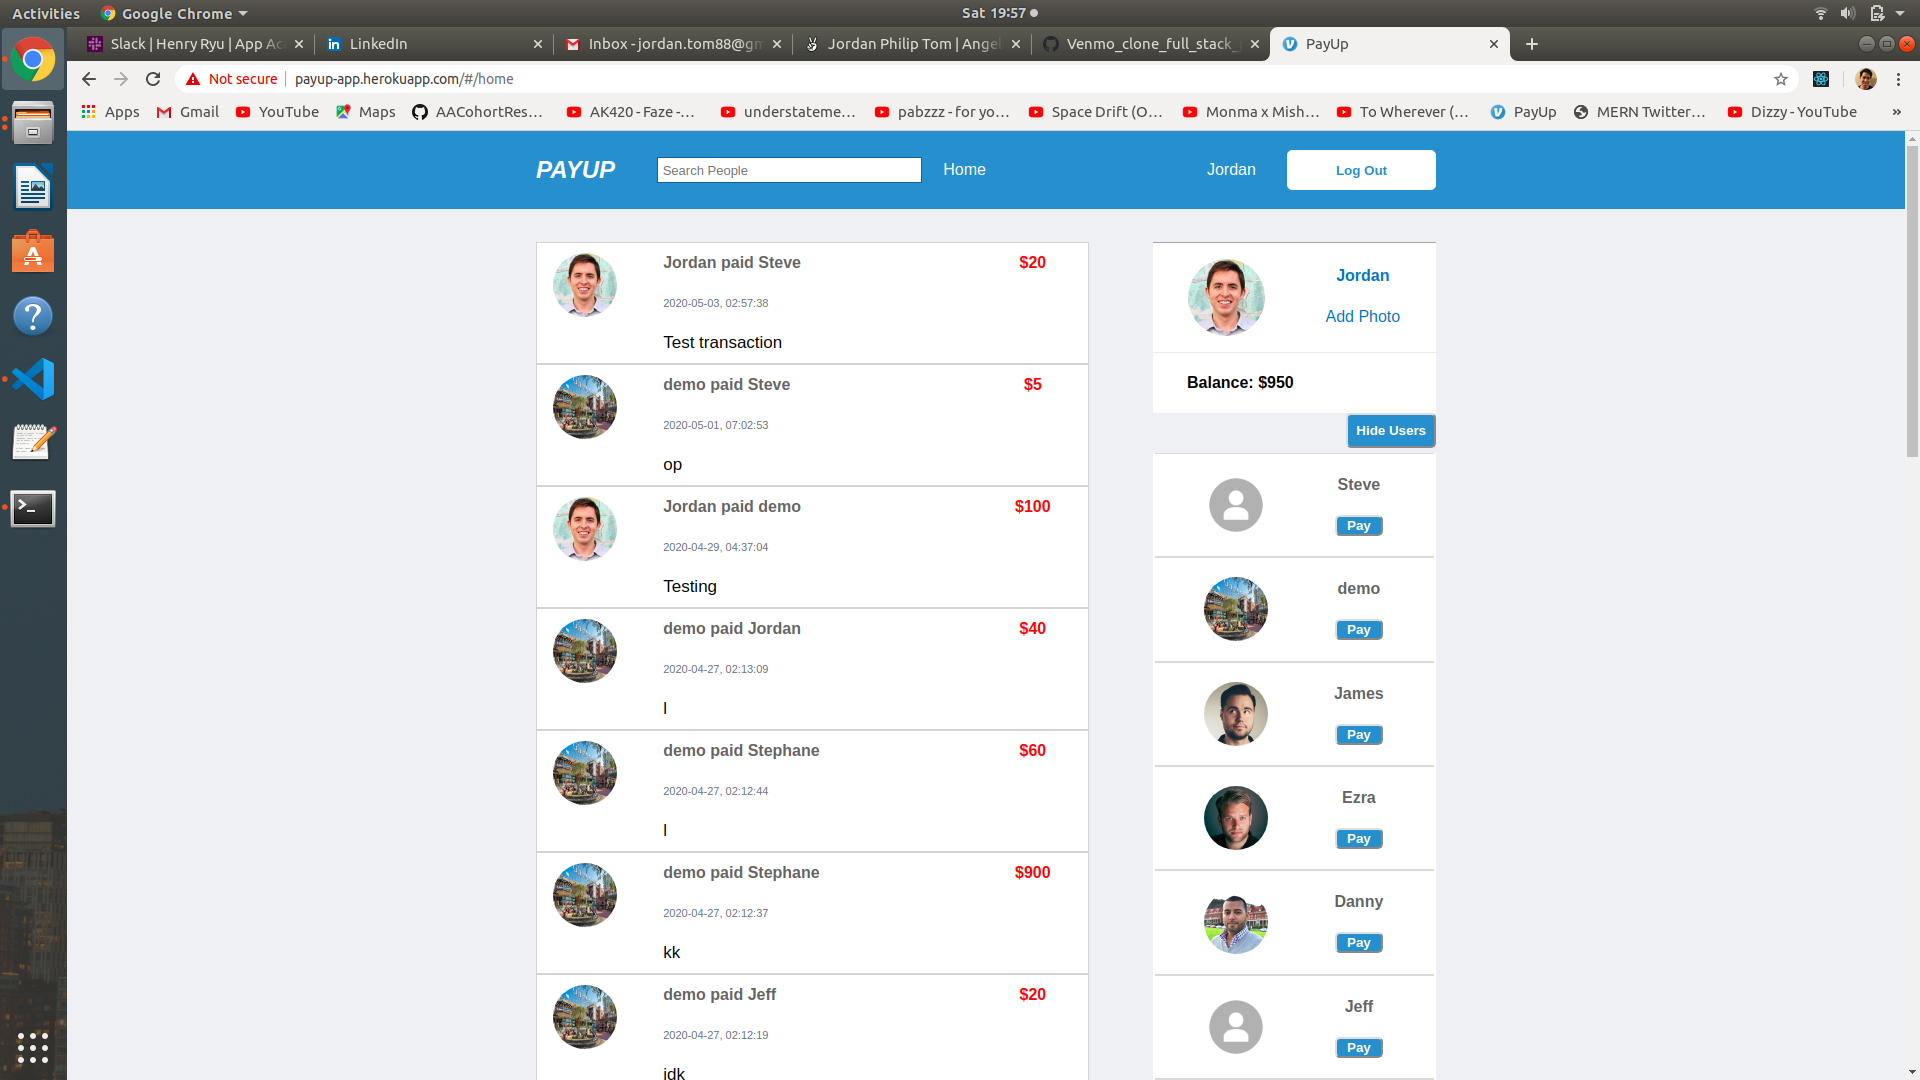 Activities
Google Chrome
Sat 19:57
Slack | Henry Ryu | App Ac
LinkedIn
Inbox - jordan.tom88@gm
Jordan Philip Tom | Angel
Venmo_clone_full_stack_
PayUp
Not secure
payup-app.herokuapp.com/#/home
Apps
Gmail
YouTube
Maps
AACohortRes…
AK420 - Faze -…
understateme…
pabzzz - for yo…
Space Drift (O…
Monma x Mish…
To Wherever (…
PayUp
MERN Twitter…
Dizzy - YouTube
»
PAYUP
Search People
Home
Jordan
Log Out
Jordan paid Steve
$20
2020-05-03, 02:57:38
Test transaction
demo paid Steve
$5
2020-05-01, 07:02:53
op
Jordan paid demo
$100
2020-04-29, 04:37:04
Testing
demo paid Jordan
$40
2020-04-27, 02:13:09
l
demo paid Stephane
$60
2020-04-27, 02:12:44
l
demo paid Stephane
$900
2020-04-27, 02:12:37
kk
demo paid Jeff
$20
2020-04-27, 02:12:19
idk
Jordan
Add Photo
Balance: $950
Hide Users
Steve
Pay
demo
Pay
James
Pay
Ezra
Pay
Danny
Pay
Jeff
Pay